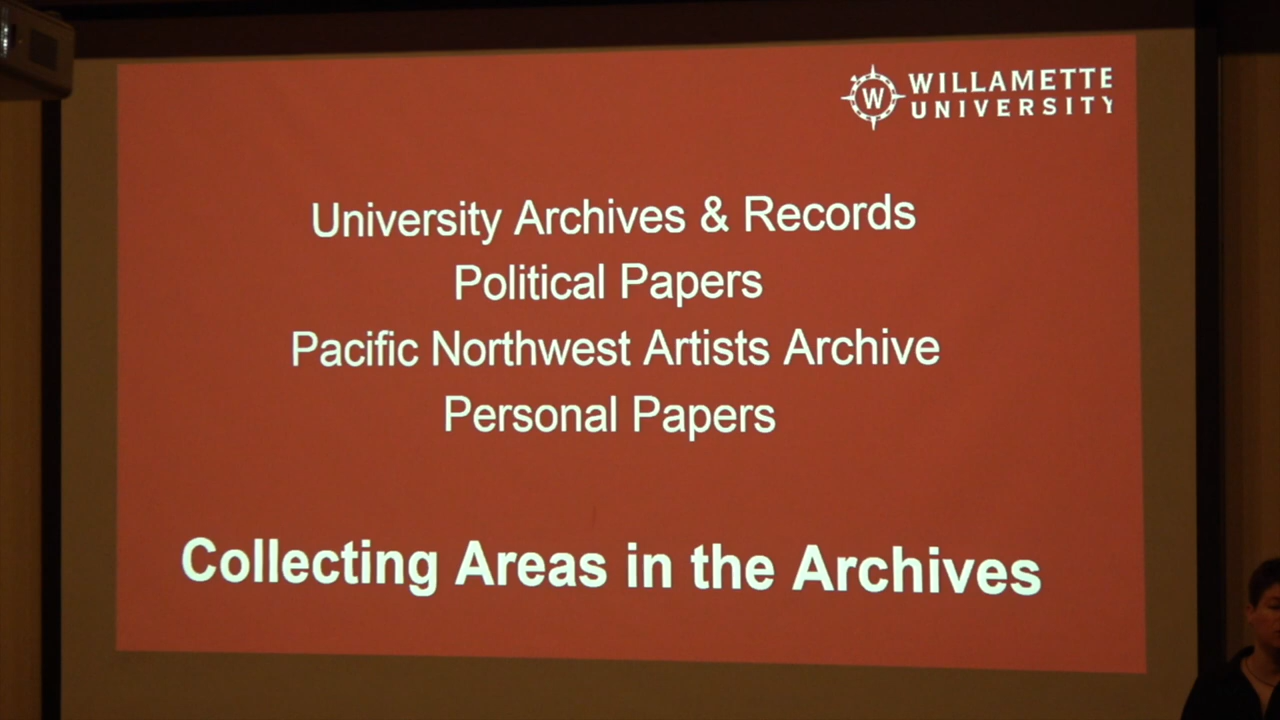 W
WILLAMETTE
UNIVERSITY
University Archives & Records
Political Papers
Pacific Northwest Artists Archive
Personal Papers
Collecting Areas in the Archives